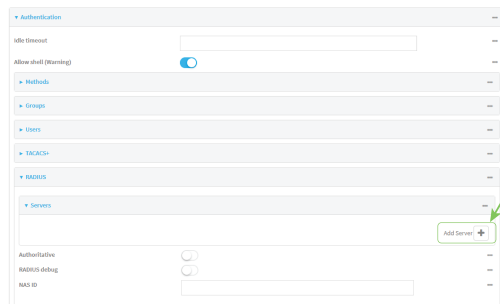 Authentication
Idle timeout
Allow shell (Warning)
Methods
Groups
Users
TACACS+
RADIUS
Servers
Add Server
Authoritative
RADIUS debug
NAS ID